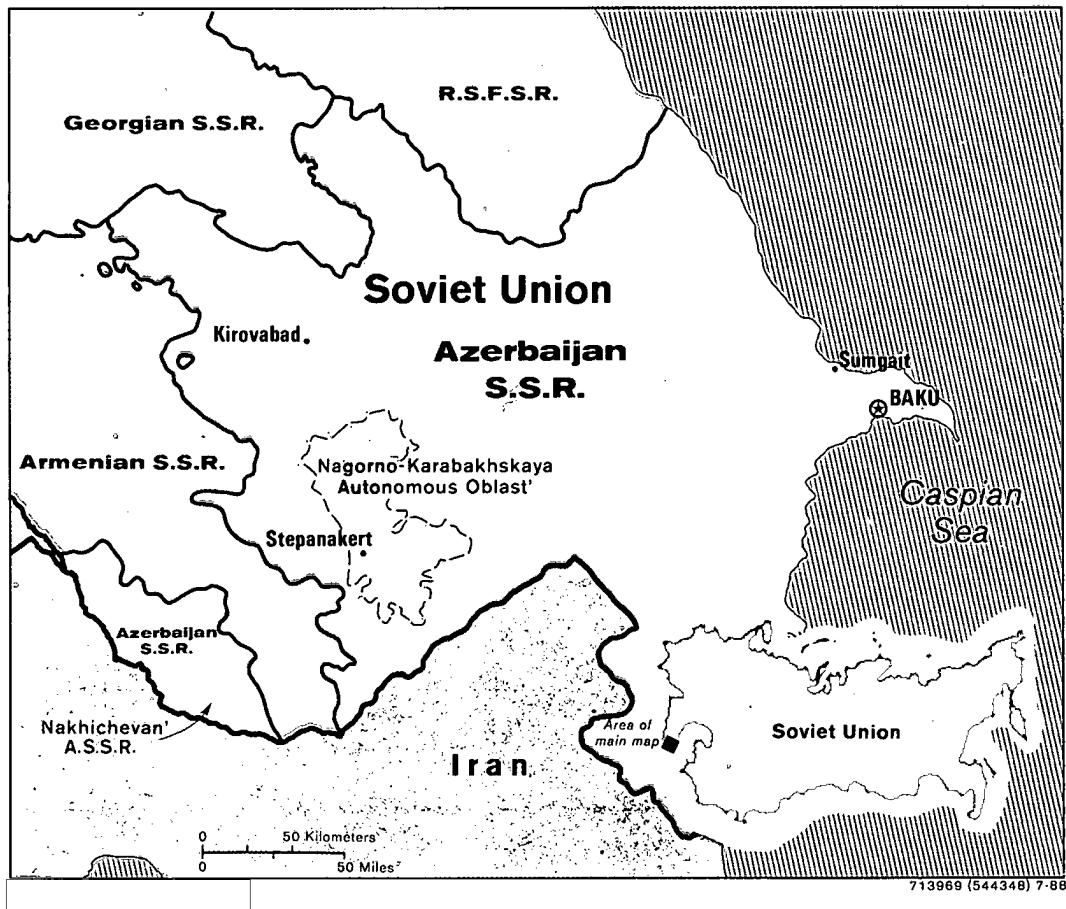 R.S.F.S.R.
Georgian S.S.R.
Soviet Union
Kirovabad
Azerbaijan
S.S.R.
Sumgait
BAKU
Armenian S.S.R.
Nagorno-Karabakhskaya
Autonomous Oblast'
Caspian
Sea
Stepanakert
Azerbaijan
S.S.R.
Nakhichevan'
A.S.S.R.
Area of
main map
Soviet Union
Iran
0 50 Kilometers
0 50 Miles
713969 (544348) 7-88